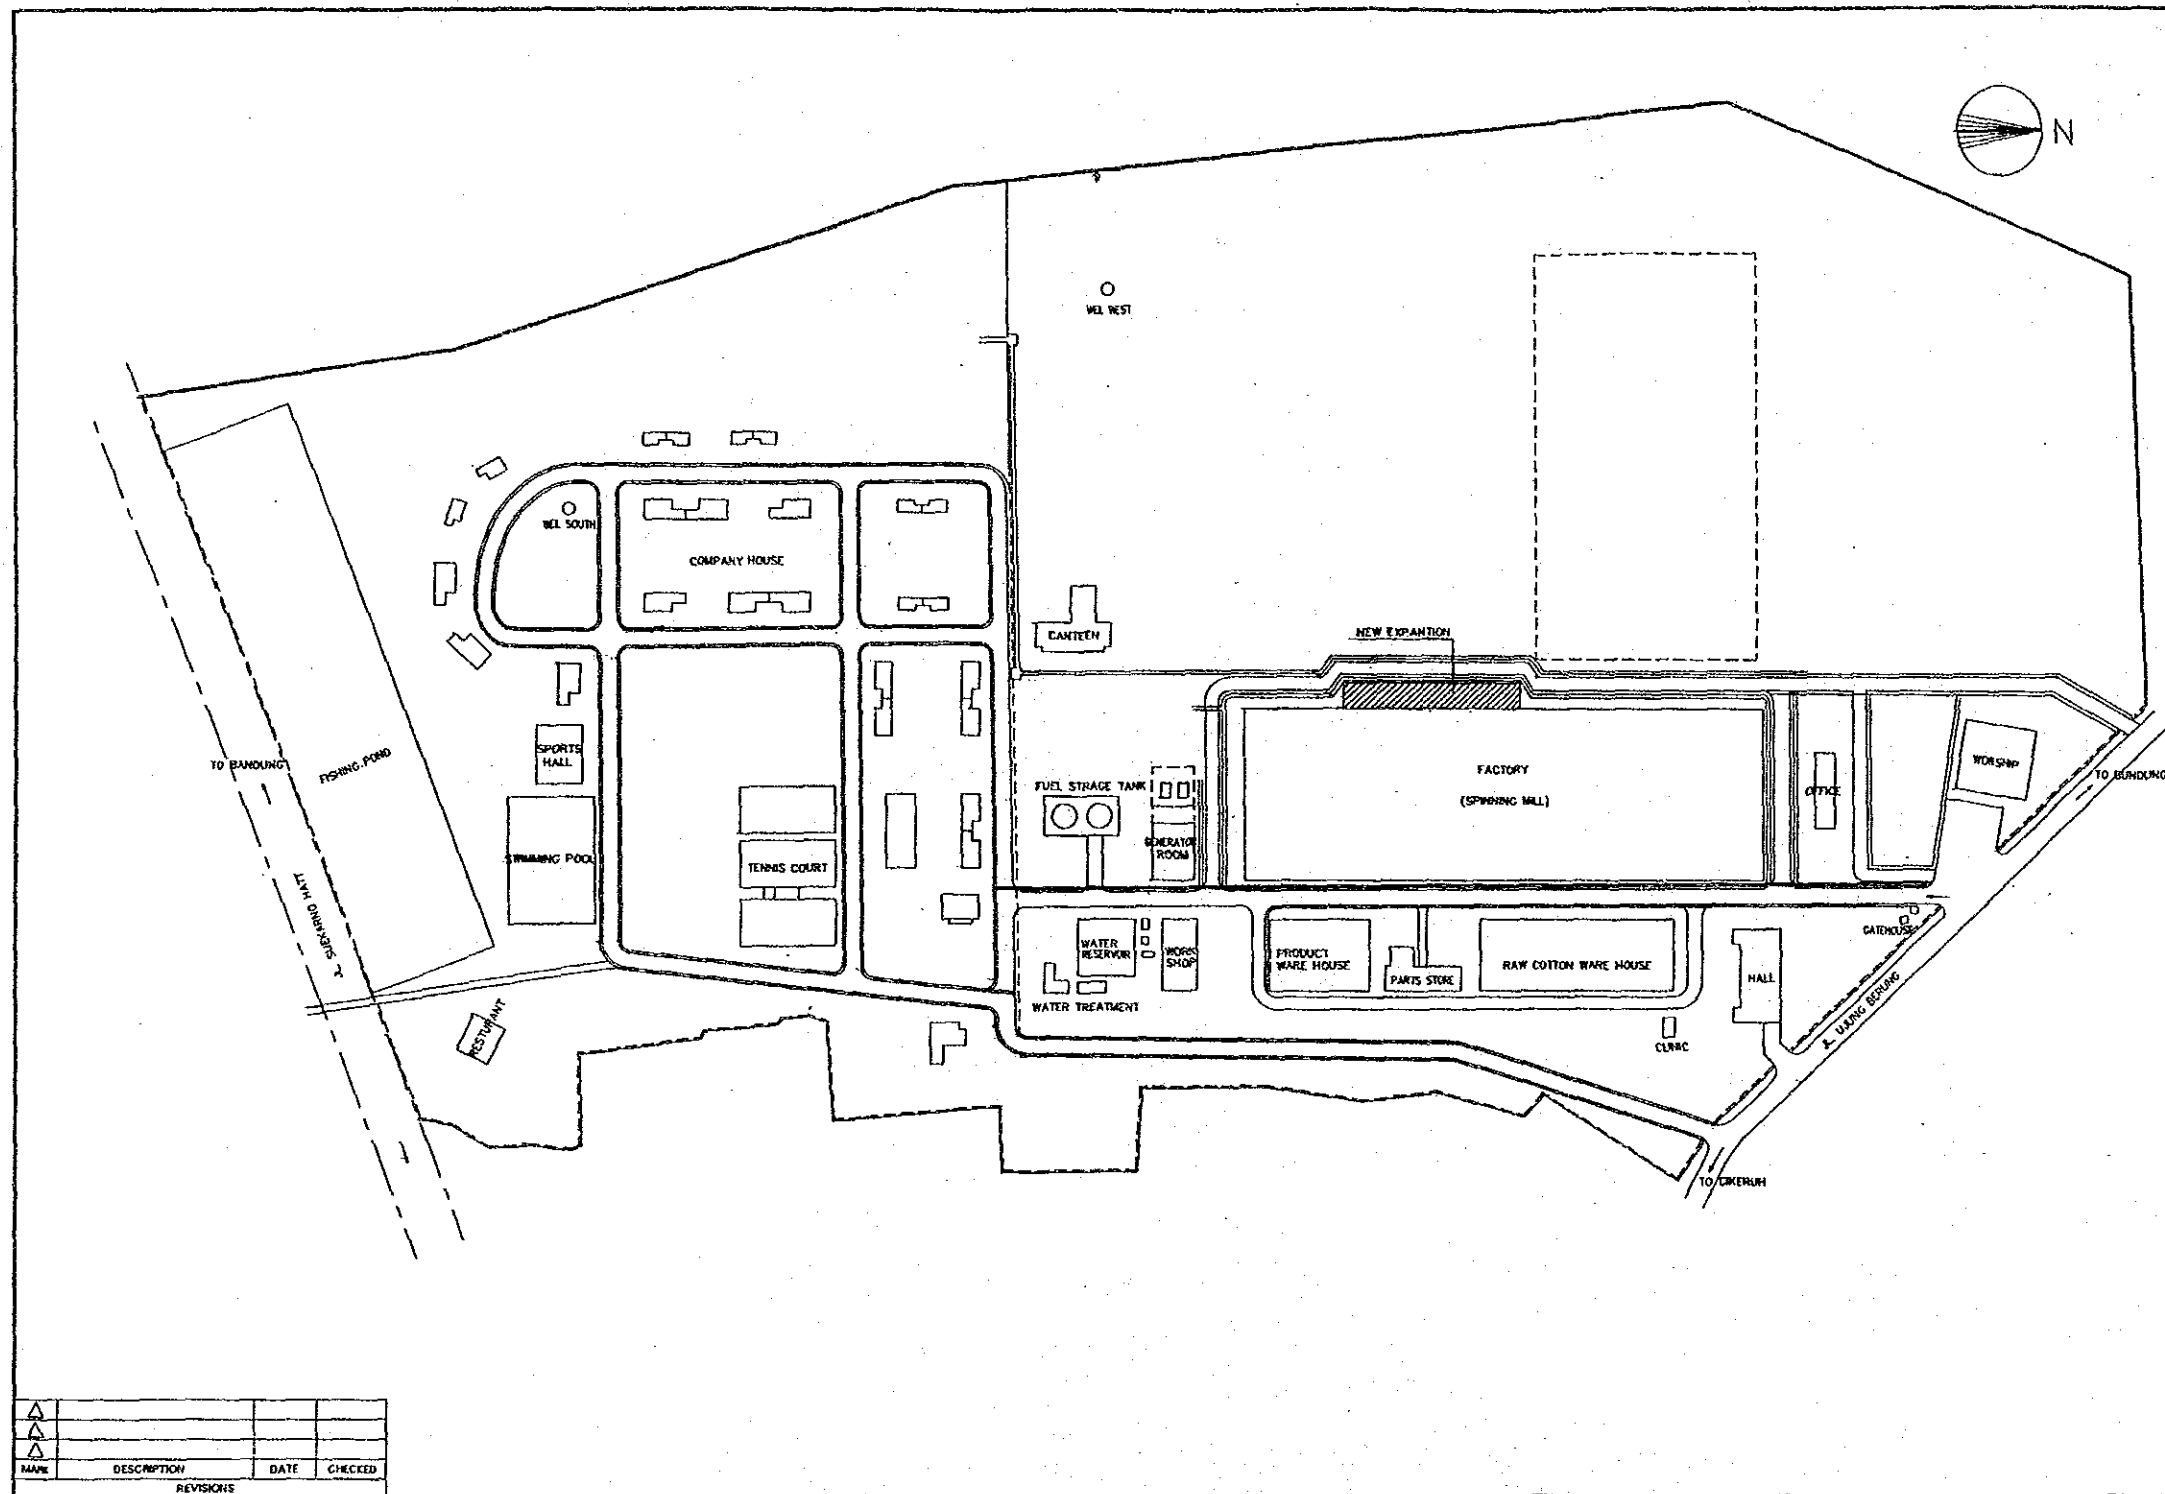 N
WEL WEST
WEL SOUTH
COMPANY HOUSE
CANTEEN
NEW EXPANTION
SPORTS
HALL
TO BANDUNG
FISHING POND
FACTORY
(SPINNING MILL)
FUEL STRAGE TANK
GENERATOR
ROOM
OFFICE
WORSHIP
TO BUNDUNG
SWIMMING POOL
TENNIS COURT
JL. SUEKARNO HATT
GATEHOUSE
WATER
RESERVOIR
WORK
SHOP
PRODUCT
WARE HOUSE
PARTS STORE
RAW COTTON WARE HOUSE
HALL
WATER TREATMENT
RESTURANT
CLINIC
JL. UJUNG BERUNG
TO CIKERUH
MARK DESCRIPTION DATE CHECKED
REVISIONS